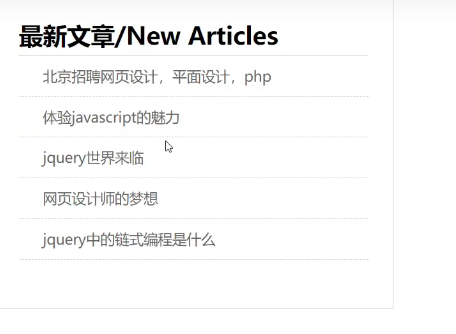 最新文章/New Articles
北京招聘网页设计，平面设计，php
体验javascript的魅力
jquery世界来临
网页设计师的梦想
jquery中的链式编程是什么